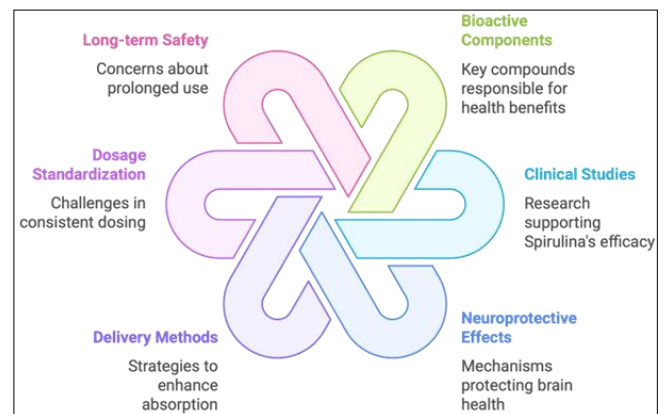 Long-term Safety
Concerns about
prolonged use
Bioactive
Components
Key compounds
responsible for
health benefits
Dosage
Standardization
Challenges in
consistent dosing
Clinical Studies
Research
supporting
Spirulina's efficacy
Delivery Methods
Strategies to
enhance
absorption
Neuroprotective
Effects
Mechanisms
protecting brain
health